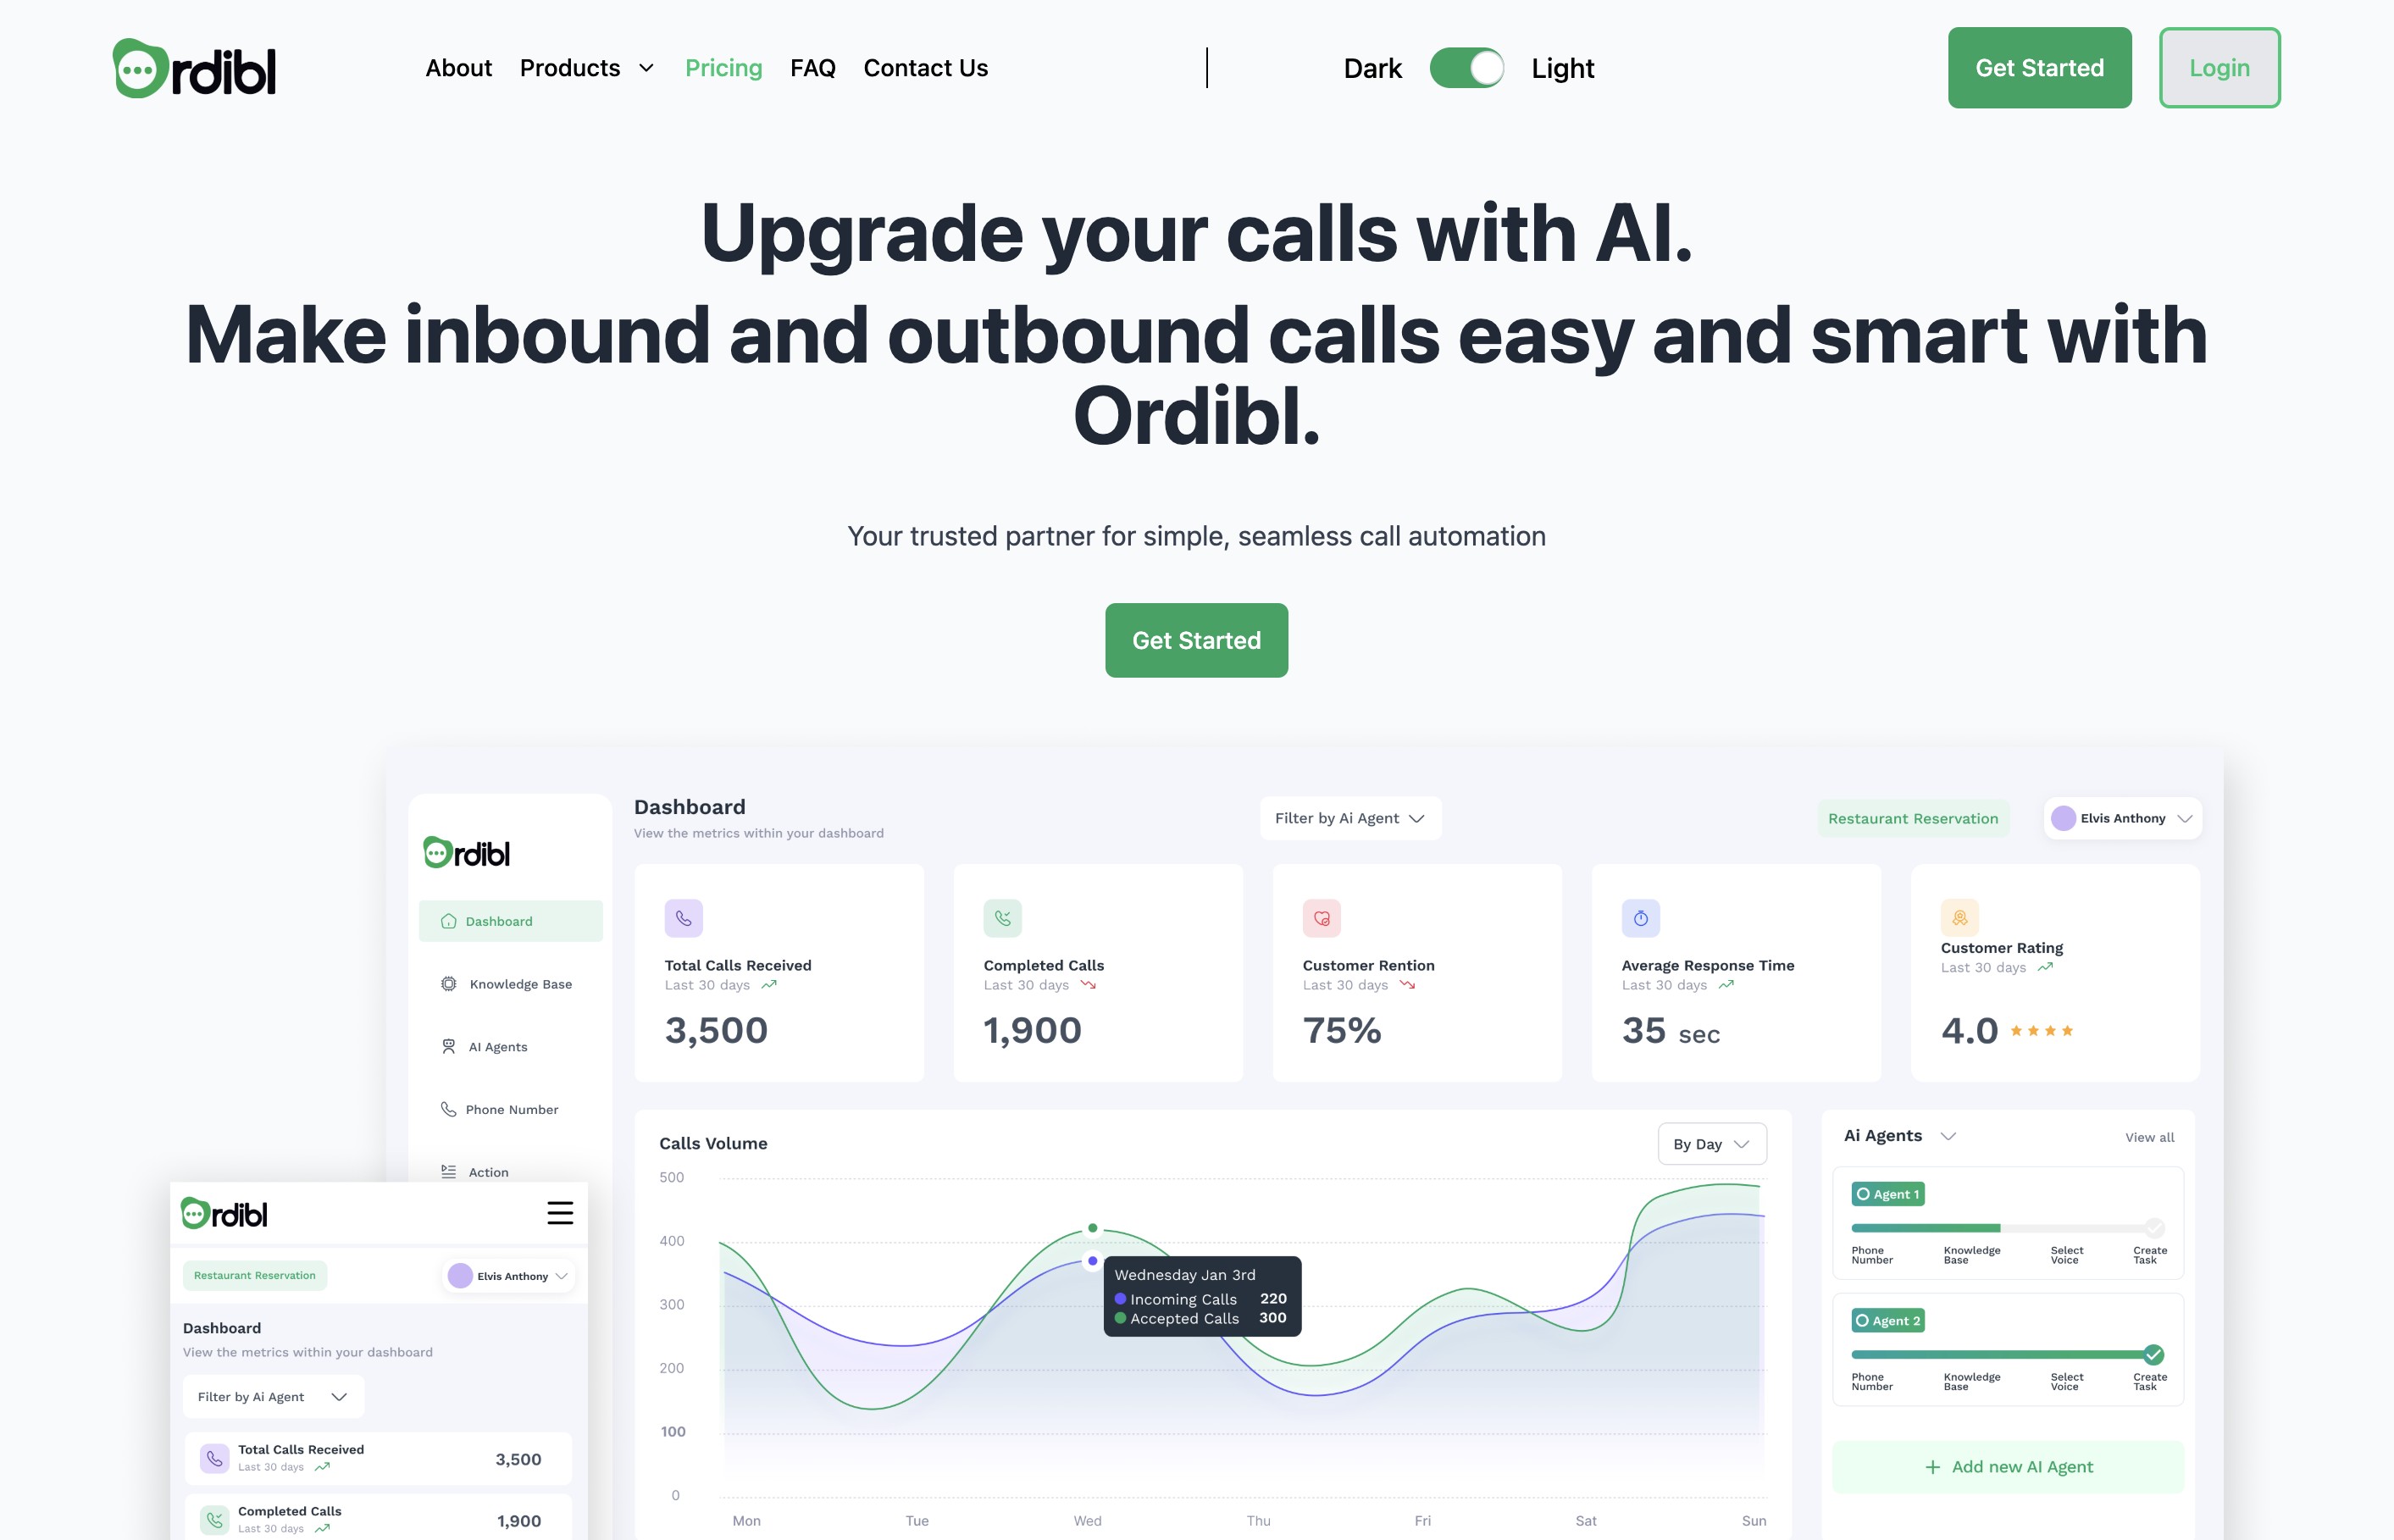 Ordibl
About Products Pricing FAQ Contact Us
Dark Light
Get Started
Login
Upgrade your calls with AI.
Make inbound and outbound calls easy and smart with
Ordibl.
Your trusted partner for simple, seamless call automation
Get Started
Ordibl
Dashboard
Knowledge Base
AI Agents
Phone Number
Action
Dashboard
View the metrics within your dashboard
Filter by Ai Agent
Restaurant Reservation
Elvis Anthony
Total Calls Received
Last 30 days
3,500
Completed Calls
Last 30 days
1,900
Customer Rention
Last 30 days
75%
Average Response Time
Last 30 days
35 sec
Customer Rating
Last 30 days
4.0
Calls Volume
By Day
500
400
300
200
100
0
Mon Tue Wed Thu Fri Sat Sun
Wednesday Jan 3rd
Incoming Calls 220
Accepted Calls 300
Ai Agents
View all
Agent 1
Phone
Number
Knowledge
Base
Select
Voice
Create
Task
Agent 2
Phone
Number
Knowledge
Base
Select
Voice
Create
Task
+ Add new AI Agent
Ordibl
Restaurant Reservation
Elvis Anthony
Dashboard
View the metrics within your dashboard
Filter by Ai Agent
Total Calls Received
Last 30 days
3,500
Completed Calls
Last 30 days
1,900